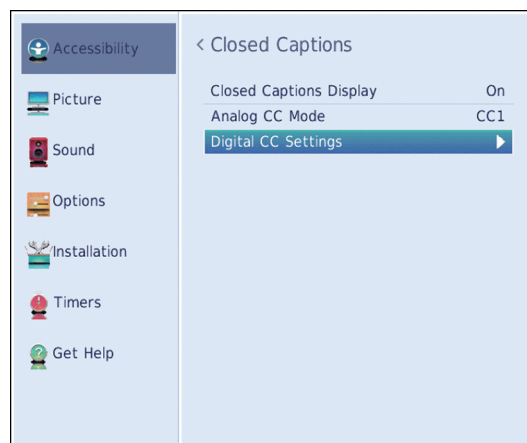 Accessibility
Picture
Sound
Options
Installation
Timers
Get Help
< Closed Captions
Closed Captions Display On
Analog CC Mode CC1
Digital CC Settings